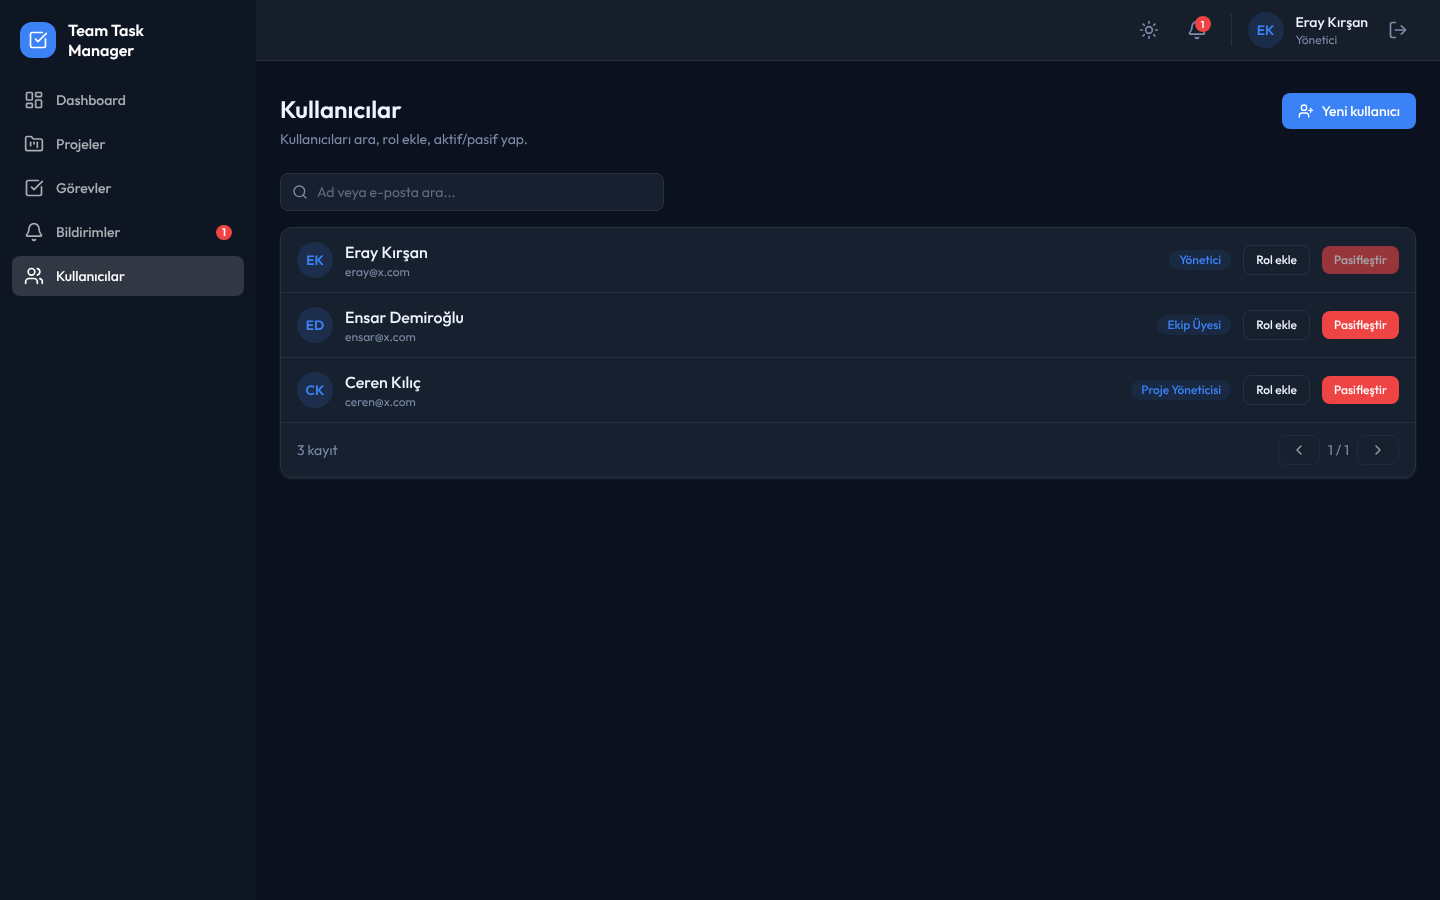 Team Task
Manager
Dashboard
Projeler
Görevler
Bildirimler
1
Kullanıcılar
1
EK
Eray Kırşan
Yönetici
Kullanıcılar
Kullanıcıları ara, rol ekle, aktif/pasif yap.
Yeni kullanıcı
Ad veya e-posta ara...
EK
Eray Kırşan
eray@x.com
Yönetici
Rol ekle
Pasifleştir
ED
Ensar Demiroğlu
ensar@x.com
Ekip Üyesi
Rol ekle
Pasifleştir
CK
Ceren Kılıç
ceren@x.com
Proje Yöneticisi
Rol ekle
Pasifleştir
3 kayıt
1 / 1